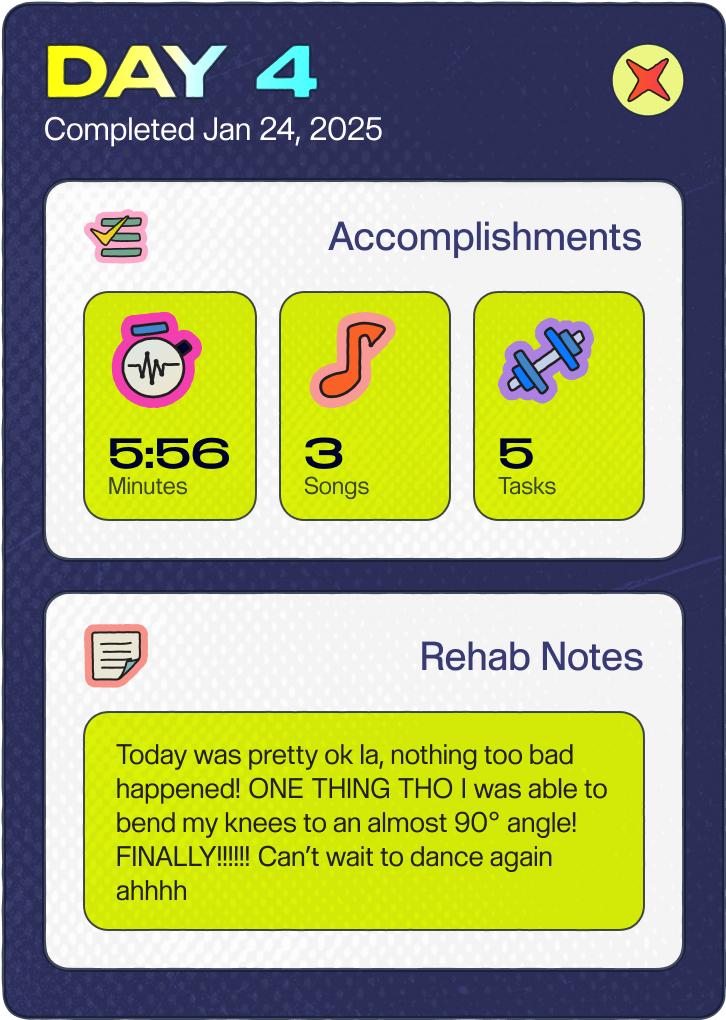 DAY 4
Completed Jan 24, 2025
Accomplishments
5:56
Minutes
3
Songs
5
Tasks
Rehab Notes
Today was pretty ok la, nothing too bad
happened! ONE THING THO I was able to
bend my knees to an almost 90° angle!
FINALLY!!!!!! Can’t wait to dance again
ahhhh